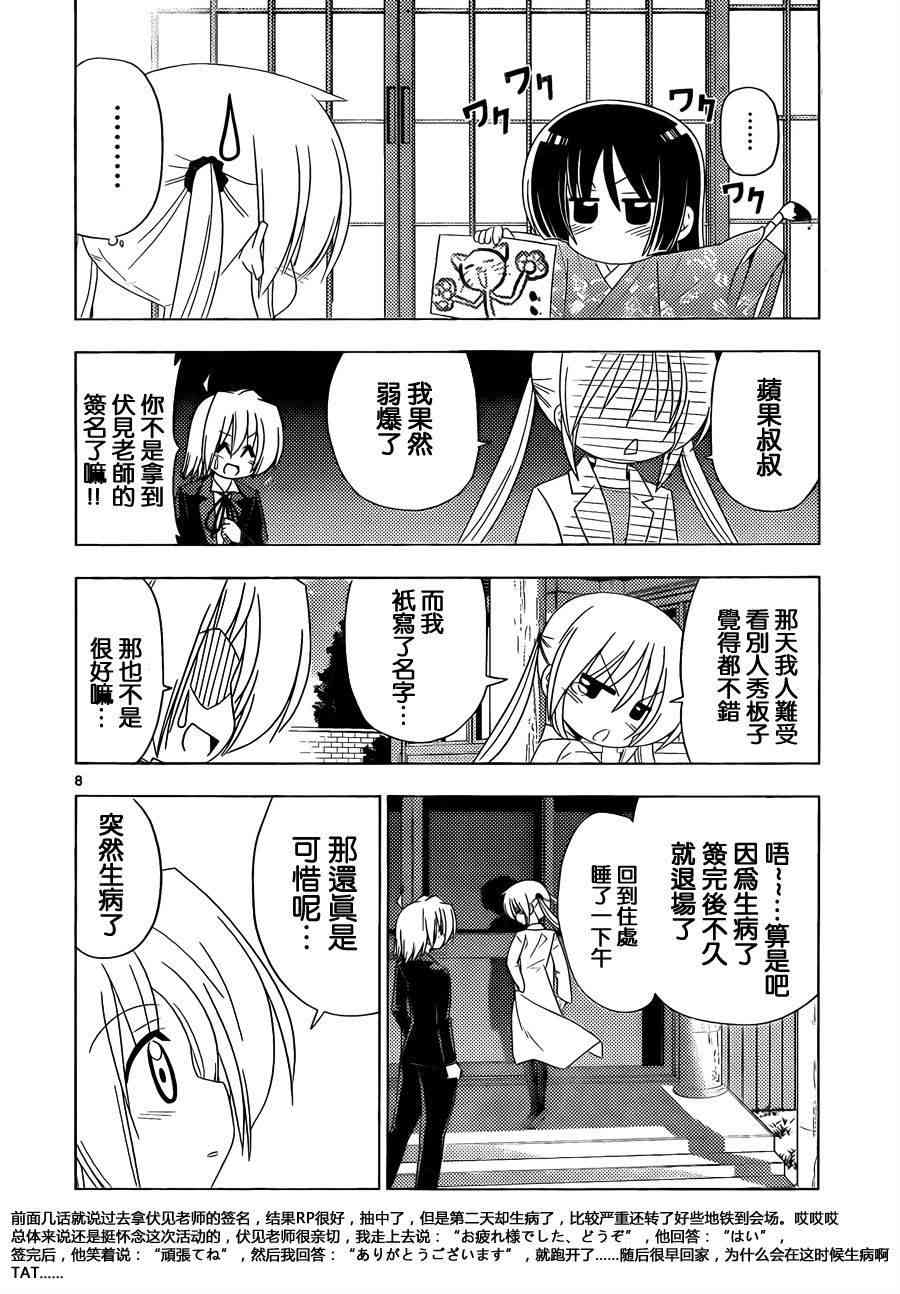 ……
ワク
ワク
ワク
ワク
………
蘋果叔叔
我果然
弱爆了
你不是拿到
伏見老師的
簽名了嘛!!
那天我人難受
看別人秀板子
覺得都不錯
而我
衹寫了名字…
那也不是
很好嘛…
唔~~……算是吧
因為生病了
簽完後不久
就退場了
回到住處
睡了一下午
那還真是
可惜呢…
突然生病了
8
前面几话就说过去拿伏见老师的签名，结果RP很好，抽中了，但是第二天却生病了，比较严重还转了好些地铁到会场。哎哎哎
总体来说还是挺怀念这次活动的，伏见老师很亲切，我走上去说：“お疲れ様でした、どうぞ”，他回答：“はい”，
签完后，他笑着说：“頑張てね”，然后我回答：“ありがとうございます”，就跑开了……随后很早回家，为什么会在这时候生病啊
TAT……